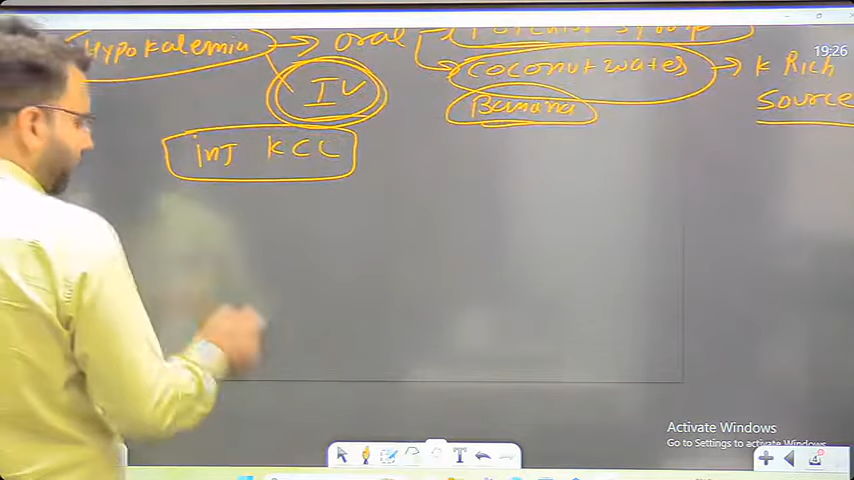 Hypokalemia → oral
coconut water → K Rich
Source
IV
Banana
inj KCL
19:26
Activate Windows
Go to Settings to activate Windows.